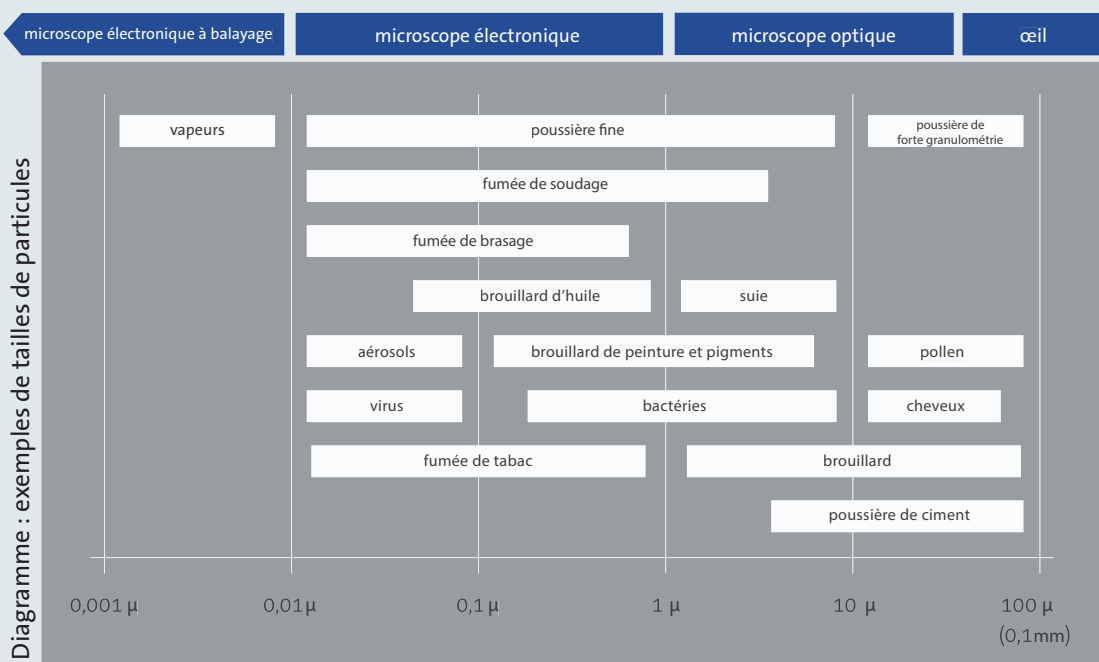 microscope électronique à balayage
microscope électronique
microscope optique
œil
Diagramme : exemples de tailles de particules
vapeurs
poussière fine
poussière de
forte granulométrie
fumée de soudage
fumée de brasage
brouillard d’huile
suie
aérosols
brouillard de peinture et pigments
pollen
virus
bactéries
cheveux
fumée de tabac
brouillard
poussière de ciment
0,001 µ
0,01µ
0,1 µ
1 µ
10 µ
100 µ
(0,1mm)